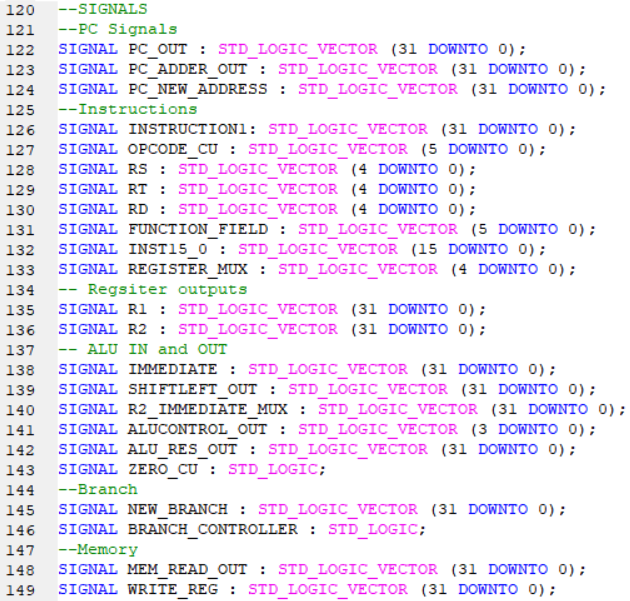 120 --SIGNALS
121 --PC Signals
122 SIGNAL PC_OUT : STD_LOGIC_VECTOR (31 DOWNTO 0);
123 SIGNAL PC_ADDER_OUT : STD_LOGIC_VECTOR (31 DOWNTO 0);
124 SIGNAL PC_NEW_ADDRESS : STD_LOGIC_VECTOR (31 DOWNTO 0);
125 --Instructions
126 SIGNAL INSTRUCTION1: STD_LOGIC_VECTOR (31 DOWNTO 0);
127 SIGNAL OPCODE_CU : STD_LOGIC_VECTOR (5 DOWNTO 0);
128 SIGNAL RS : STD_LOGIC_VECTOR (4 DOWNTO 0);
129 SIGNAL RT : STD_LOGIC_VECTOR (4 DOWNTO 0);
130 SIGNAL RD : STD_LOGIC_VECTOR (4 DOWNTO 0);
131 SIGNAL FUNCTION_FIELD : STD_LOGIC_VECTOR (5 DOWNTO 0);
132 SIGNAL INST15_0 : STD_LOGIC_VECTOR (15 DOWNTO 0);
133 SIGNAL REGISTER_MUX : STD_LOGIC_VECTOR (4 DOWNTO 0);
134 -- Regsiter outputs
135 SIGNAL R1 : STD_LOGIC_VECTOR (31 DOWNTO 0);
136 SIGNAL R2 : STD_LOGIC_VECTOR (31 DOWNTO 0);
137 -- ALU IN and OUT
138 SIGNAL IMMEDIATE : STD_LOGIC_VECTOR (31 DOWNTO 0);
139 SIGNAL SHIFTLEFT_OUT : STD_LOGIC_VECTOR (31 DOWNTO 0);
140 SIGNAL R2_IMMEDIATE_MUX : STD_LOGIC_VECTOR (31 DOWNTO 0);
141 SIGNAL ALUCONTROL_OUT : STD_LOGIC_VECTOR (3 DOWNTO 0);
142 SIGNAL ALU_RES_OUT : STD_LOGIC_VECTOR (31 DOWNTO 0);
143 SIGNAL ZERO_CU : STD_LOGIC;
144 --Branch
145 SIGNAL NEW_BRANCH : STD_LOGIC_VECTOR (31 DOWNTO 0);
146 SIGNAL BRANCH_CONTROLLER : STD_LOGIC;
147 --Memory
148 SIGNAL MEM_READ_OUT : STD_LOGIC_VECTOR (31 DOWNTO 0);
149 SIGNAL WRITE_REG : STD_LOGIC_VECTOR (31 DOWNTO 0);